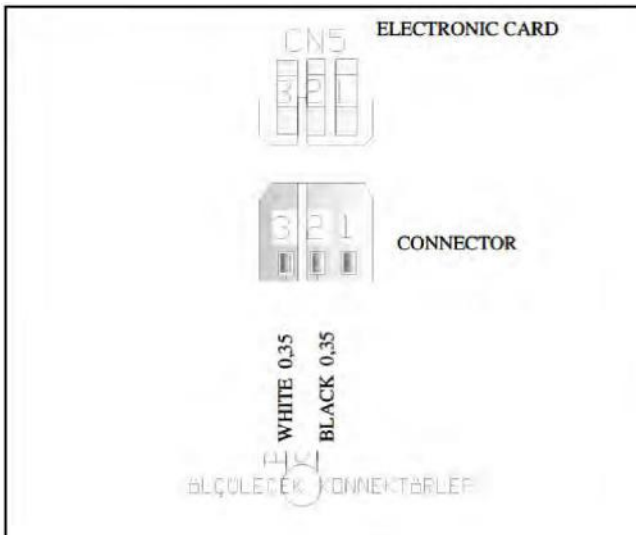 ELECTRONIC CARD
CN5
3 2 1
3 2 1
CONNECTOR
WHITE 0,35
BLACK 0,35
ÖLÇÜLECEK KONNEKTÖRLER